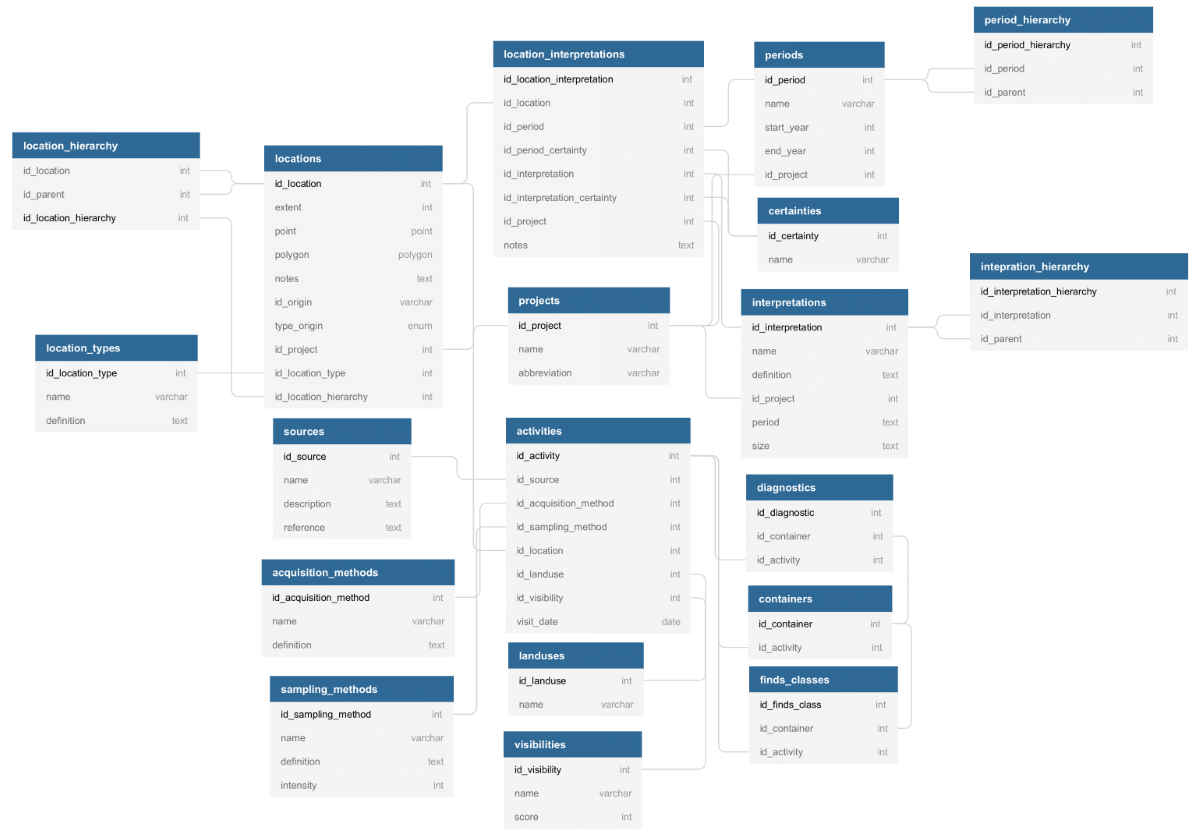 period_hierarchy
id_period_hierarchy int
id_period int
id_parent int
location_interpretations
id_location_interpretation int
id_location int
id_period int
id_period_certainty int
id_interpretation int
id_interpretation_certainty int
id_project int
notes text
periods
id_period int
name varchar
start_year int
end_year int
id_project int
location_hierarchy
id_location int
id_parent int
id_location_hierarchy int
locations
id_location int
extent int
point point
polygon polygon
notes text
id_origin varchar
type_origin enum
id_project int
id_location_type int
id_location_hierarchy int
certainties
id_certainty int
name varchar
intepration_hierarchy
id_interpretation_hierarchy int
id_interpretation int
id_parent int
projects
id_project int
name varchar
abbreviation varchar
interpretations
id_interpretation int
name varchar
definition text
id_project int
period text
size text
location_types
id_location_type int
name varchar
definition text
sources
id_source int
name varchar
description text
reference text
activities
id_activity int
id_source int
id_acquisition_method int
id_sampling_method int
id_location int
id_landuse int
id_visibility int
visit_date date
diagnostics
id_diagnostic int
id_container int
id_activity int
acquisition_methods
id_acquisition_method int
name varchar
definition text
containers
id_container int
id_activity int
landuses
id_landuse int
name varchar
finds_classes
id_finds_class int
id_container int
id_activity int
sampling_methods
id_sampling_method int
name varchar
definition text
intensity int
visibilities
id_visibility int
name varchar
score int